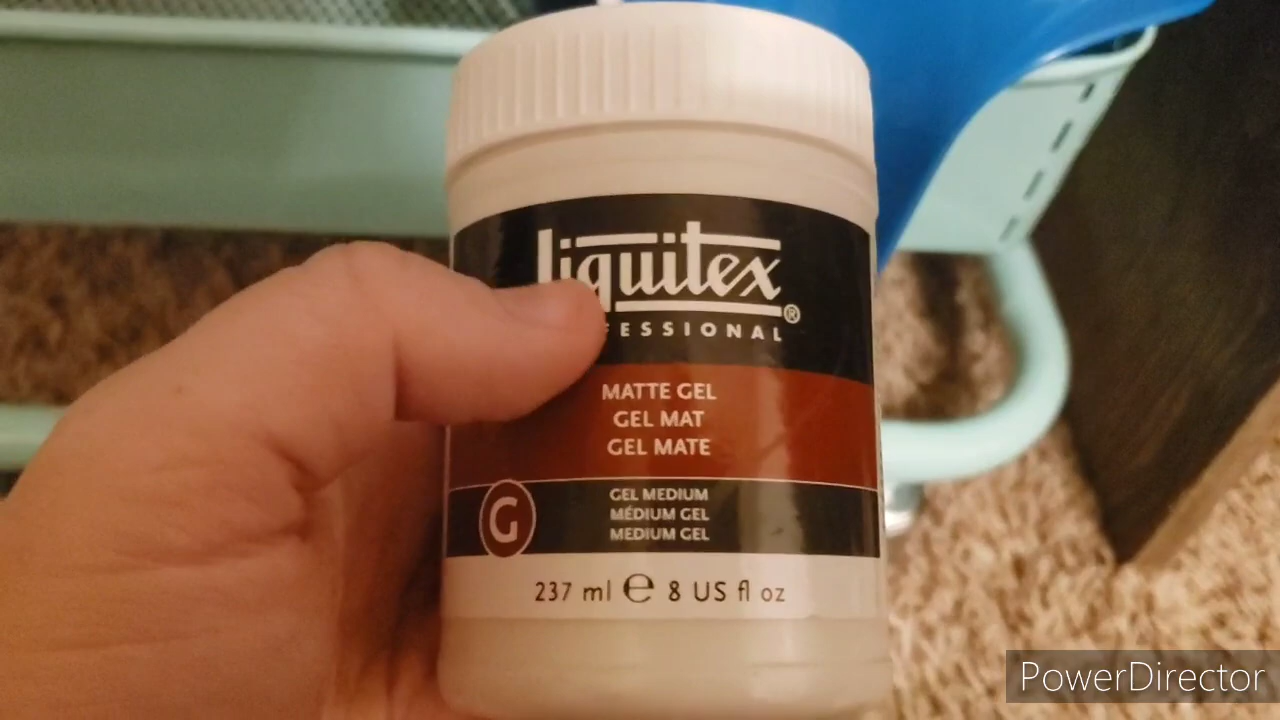 liquitex®
FESSIONAL
MATTE GEL
GEL MAT
GEL MATE
G
GEL MEDIUM
MÉDIUM GEL
MEDIUM GEL
237 ml ℮ 8 US fl oz
PowerDirector